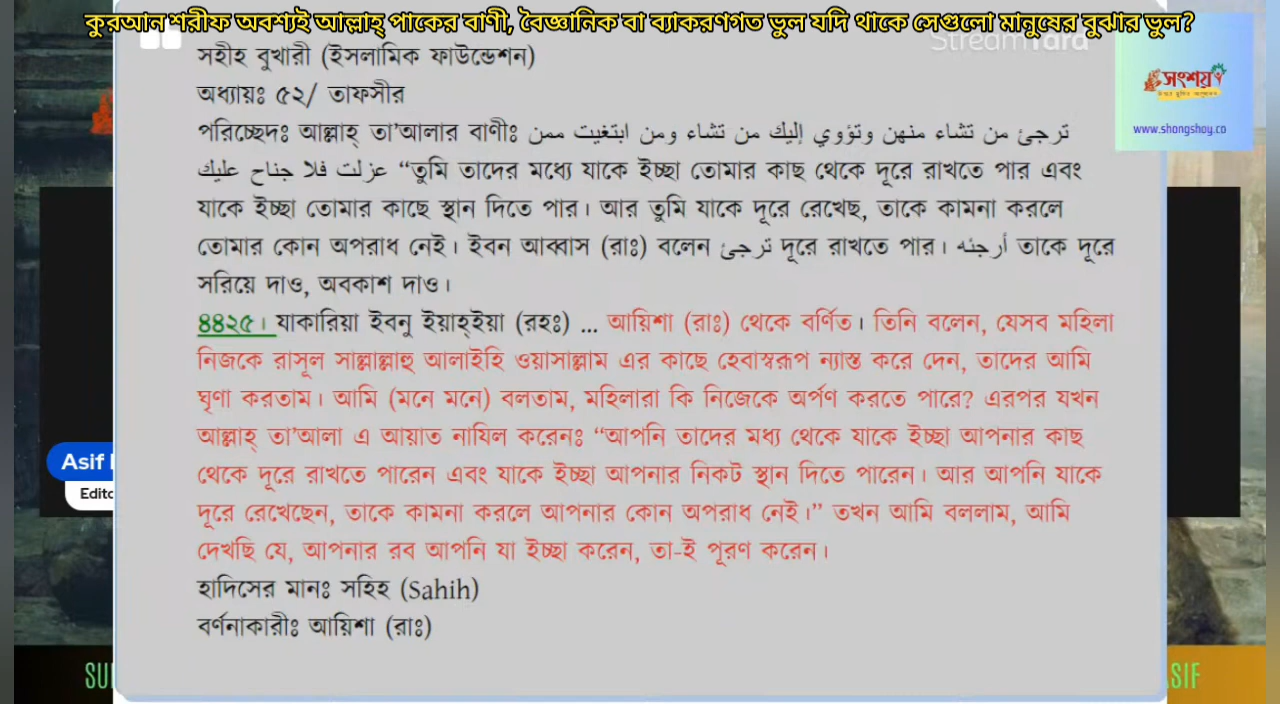 কুরআন শরীফ অবশ্যই আল্লাহ্ পাকের বাণী, বৈজ্ঞানিক বা ব্যাকরণগত ভুল যদি থাকে সেগুলো মানুষের বুঝার ভুল?
StreamYard
সহীহ বুখারী (ইসলামিক ফাউন্ডেশন)
অধ্যায়ঃ ৫২/ তাফসীর
পরিচ্ছেদঃ আল্লাহ্ তা’আলার বাণীঃ ترجئ من تشاء منهن وتؤوي إليك من تشاء ومن ابتغيت ممن
عزلت فلا جناح عليك “তুমি তাদের মধ্যে যাকে ইচ্ছা তোমার কাছ থেকে দূরে রাখতে পার এবং
যাকে ইচ্ছা তোমার কাছে স্থান দিতে পার। আর তুমি যাকে দূরে রেখেছ, তাকে কামনা করলে
তোমার কোন অপরাধ নেই। ইবন আব্বাস (রাঃ) বলেন ترجئ দূরে রাখতে পার। أرجئه তাকে দূরে
সরিয়ে দাও, অবকাশ দাও।
৪৪২৫। যাকারিয়া ইবনু ইয়াহ্ইয়া (রহঃ) ... আয়িশা (রাঃ) থেকে বর্ণিত। তিনি বলেন, যেসব মহিলা
নিজকে রাসূল সাল্লাল্লাহু আলাইহি ওয়াসাল্লাম এর কাছে হেবাস্বরূপ ন্যাস্ত করে দেন, তাদের আমি
ঘৃণা করতাম। আমি (মনে মনে) বলতাম, মহিলারা কি নিজেকে অর্পণ করতে পারে? এরপর যখন
আল্লাহ্ তা’আলা এ আয়াত নাযিল করেনঃ “আপনি তাদের মধ্য থেকে যাকে ইচ্ছা আপনার কাছ
থেকে দূরে রাখতে পারেন এবং যাকে ইচ্ছা আপনার নিকট স্থান দিতে পারেন। আর আপনি যাকে
দূরে রেখেছেন, তাকে কামনা করলে আপনার কোন অপরাধ নেই।” তখন আমি বললাম, আমি
দেখছি যে, আপনার রব আপনি যা ইচ্ছা করেন, তা-ই পূরণ করেন।
হাদিসের মানঃ সহিহ (Sahih)
বর্ণনাকারীঃ আয়িশা (রাঃ)
সংশয়
www.shongshoy.co
Asif
Edito
SU
ASIF